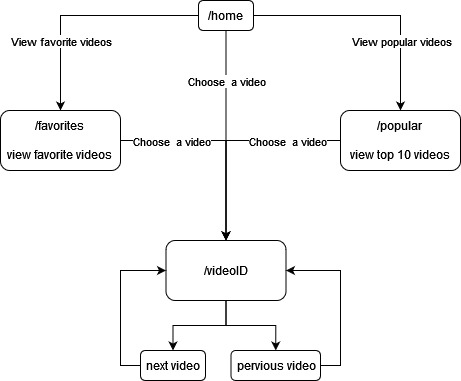 /home
View favorite videos
View popular videos
Choose a video
/favorites
view favorite videos
/popular
view top 10 videos
Choose a video
Choose a video
/videoID
next video
pervious video